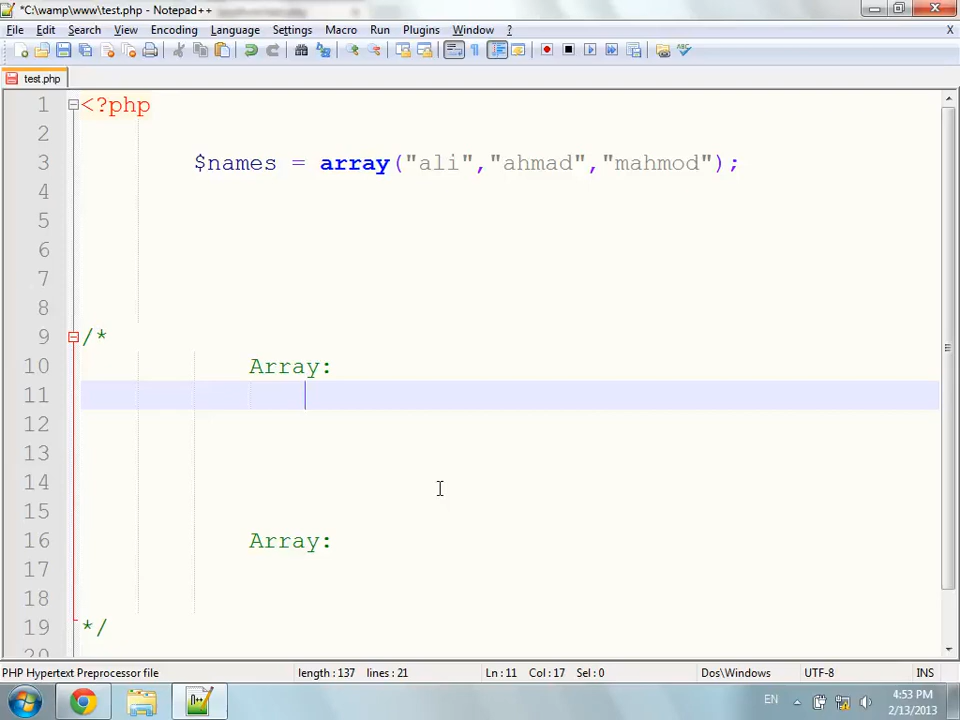 *C:\wamp\www\test.php - Notepad++
File Edit Search View Encoding Language Settings Macro Run Plugins Window ? X
test.php
1 <?php
2
3 $names = array("ali","ahmad","mahmod");
4
5
6
7
8
9 /*
10 Array:
11
12
13
14
15
16 Array:
17
18
19 */
20
PHP Hypertext Preprocessor file length : 137 lines : 21 Ln : 11 Col : 17 Sel : 0 Dos\Windows UTF-8 INS
EN 4:53 PM
2/13/2013